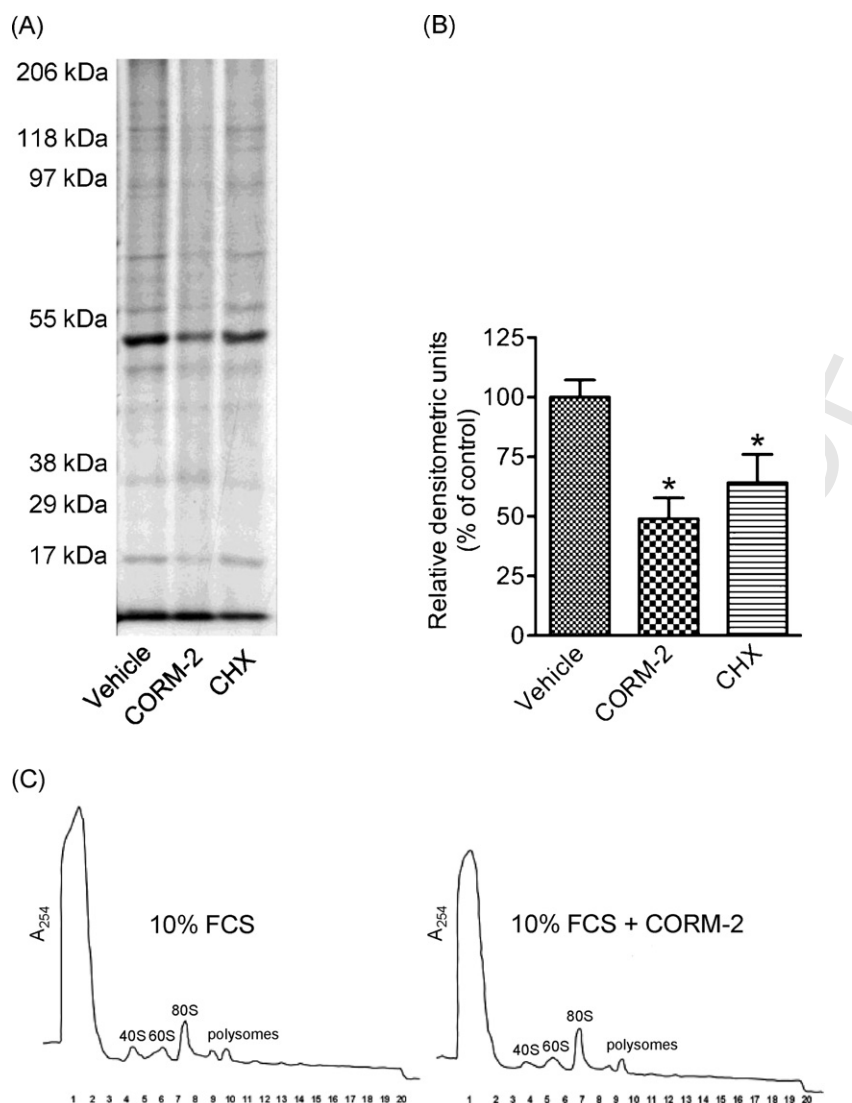 (A)
206 kDa
118 kDa
97 kDa
55 kDa
38 kDa
29 kDa
17 kDa
Vehicle
CORM-2
CHX
(B)
Relative densitometric units
(% of control)
125
100
75
50
25
0
*
*
Vehicle
CORM-2
CHX
(C)
A254
10% FCS
40S 60S 80S polysomes
1 2 3 4 5 6 7 8 9 10 11 12 13 14 15 16 17 18 19 20
A254
10% FCS + CORM-2
40S 60S 80S polysomes
1 2 3 4 5 6 7 8 9 10 11 12 13 14 15 16 17 18 19 20